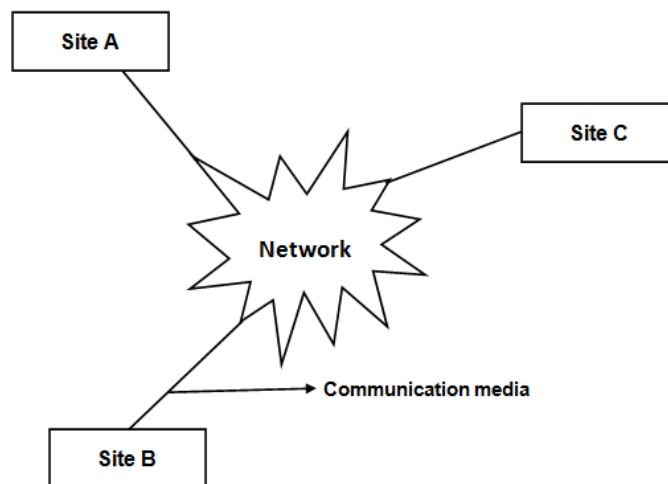 Site A
Site C
Network
Communication media
Site B